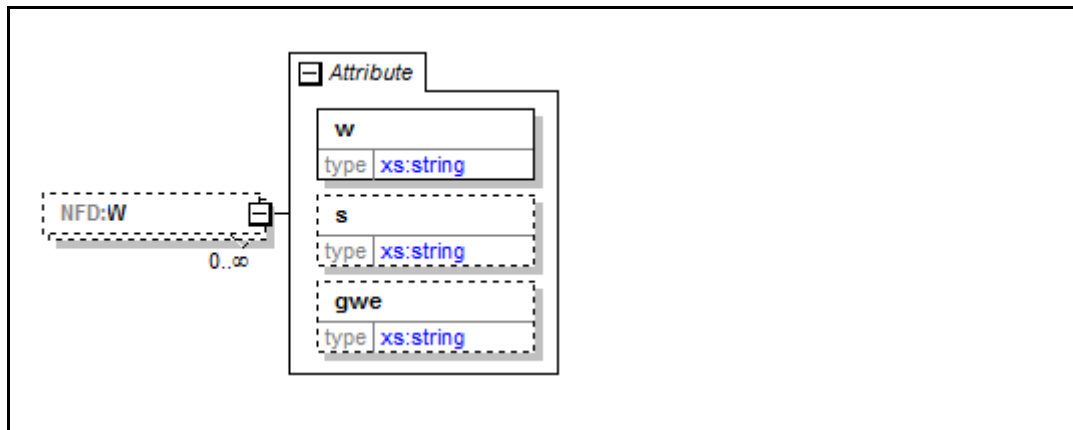 Attribute
w
type xs:string
NFD:W
s
type xs:string
0..∞
gwe
type xs:string